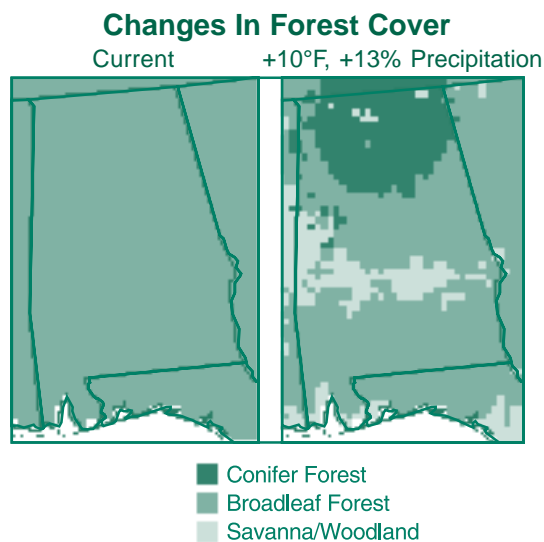 Changes In Forest Cover
Current
+10°F, +13% Precipitation
Conifer Forest
Broadleaf Forest
Savanna/Woodland